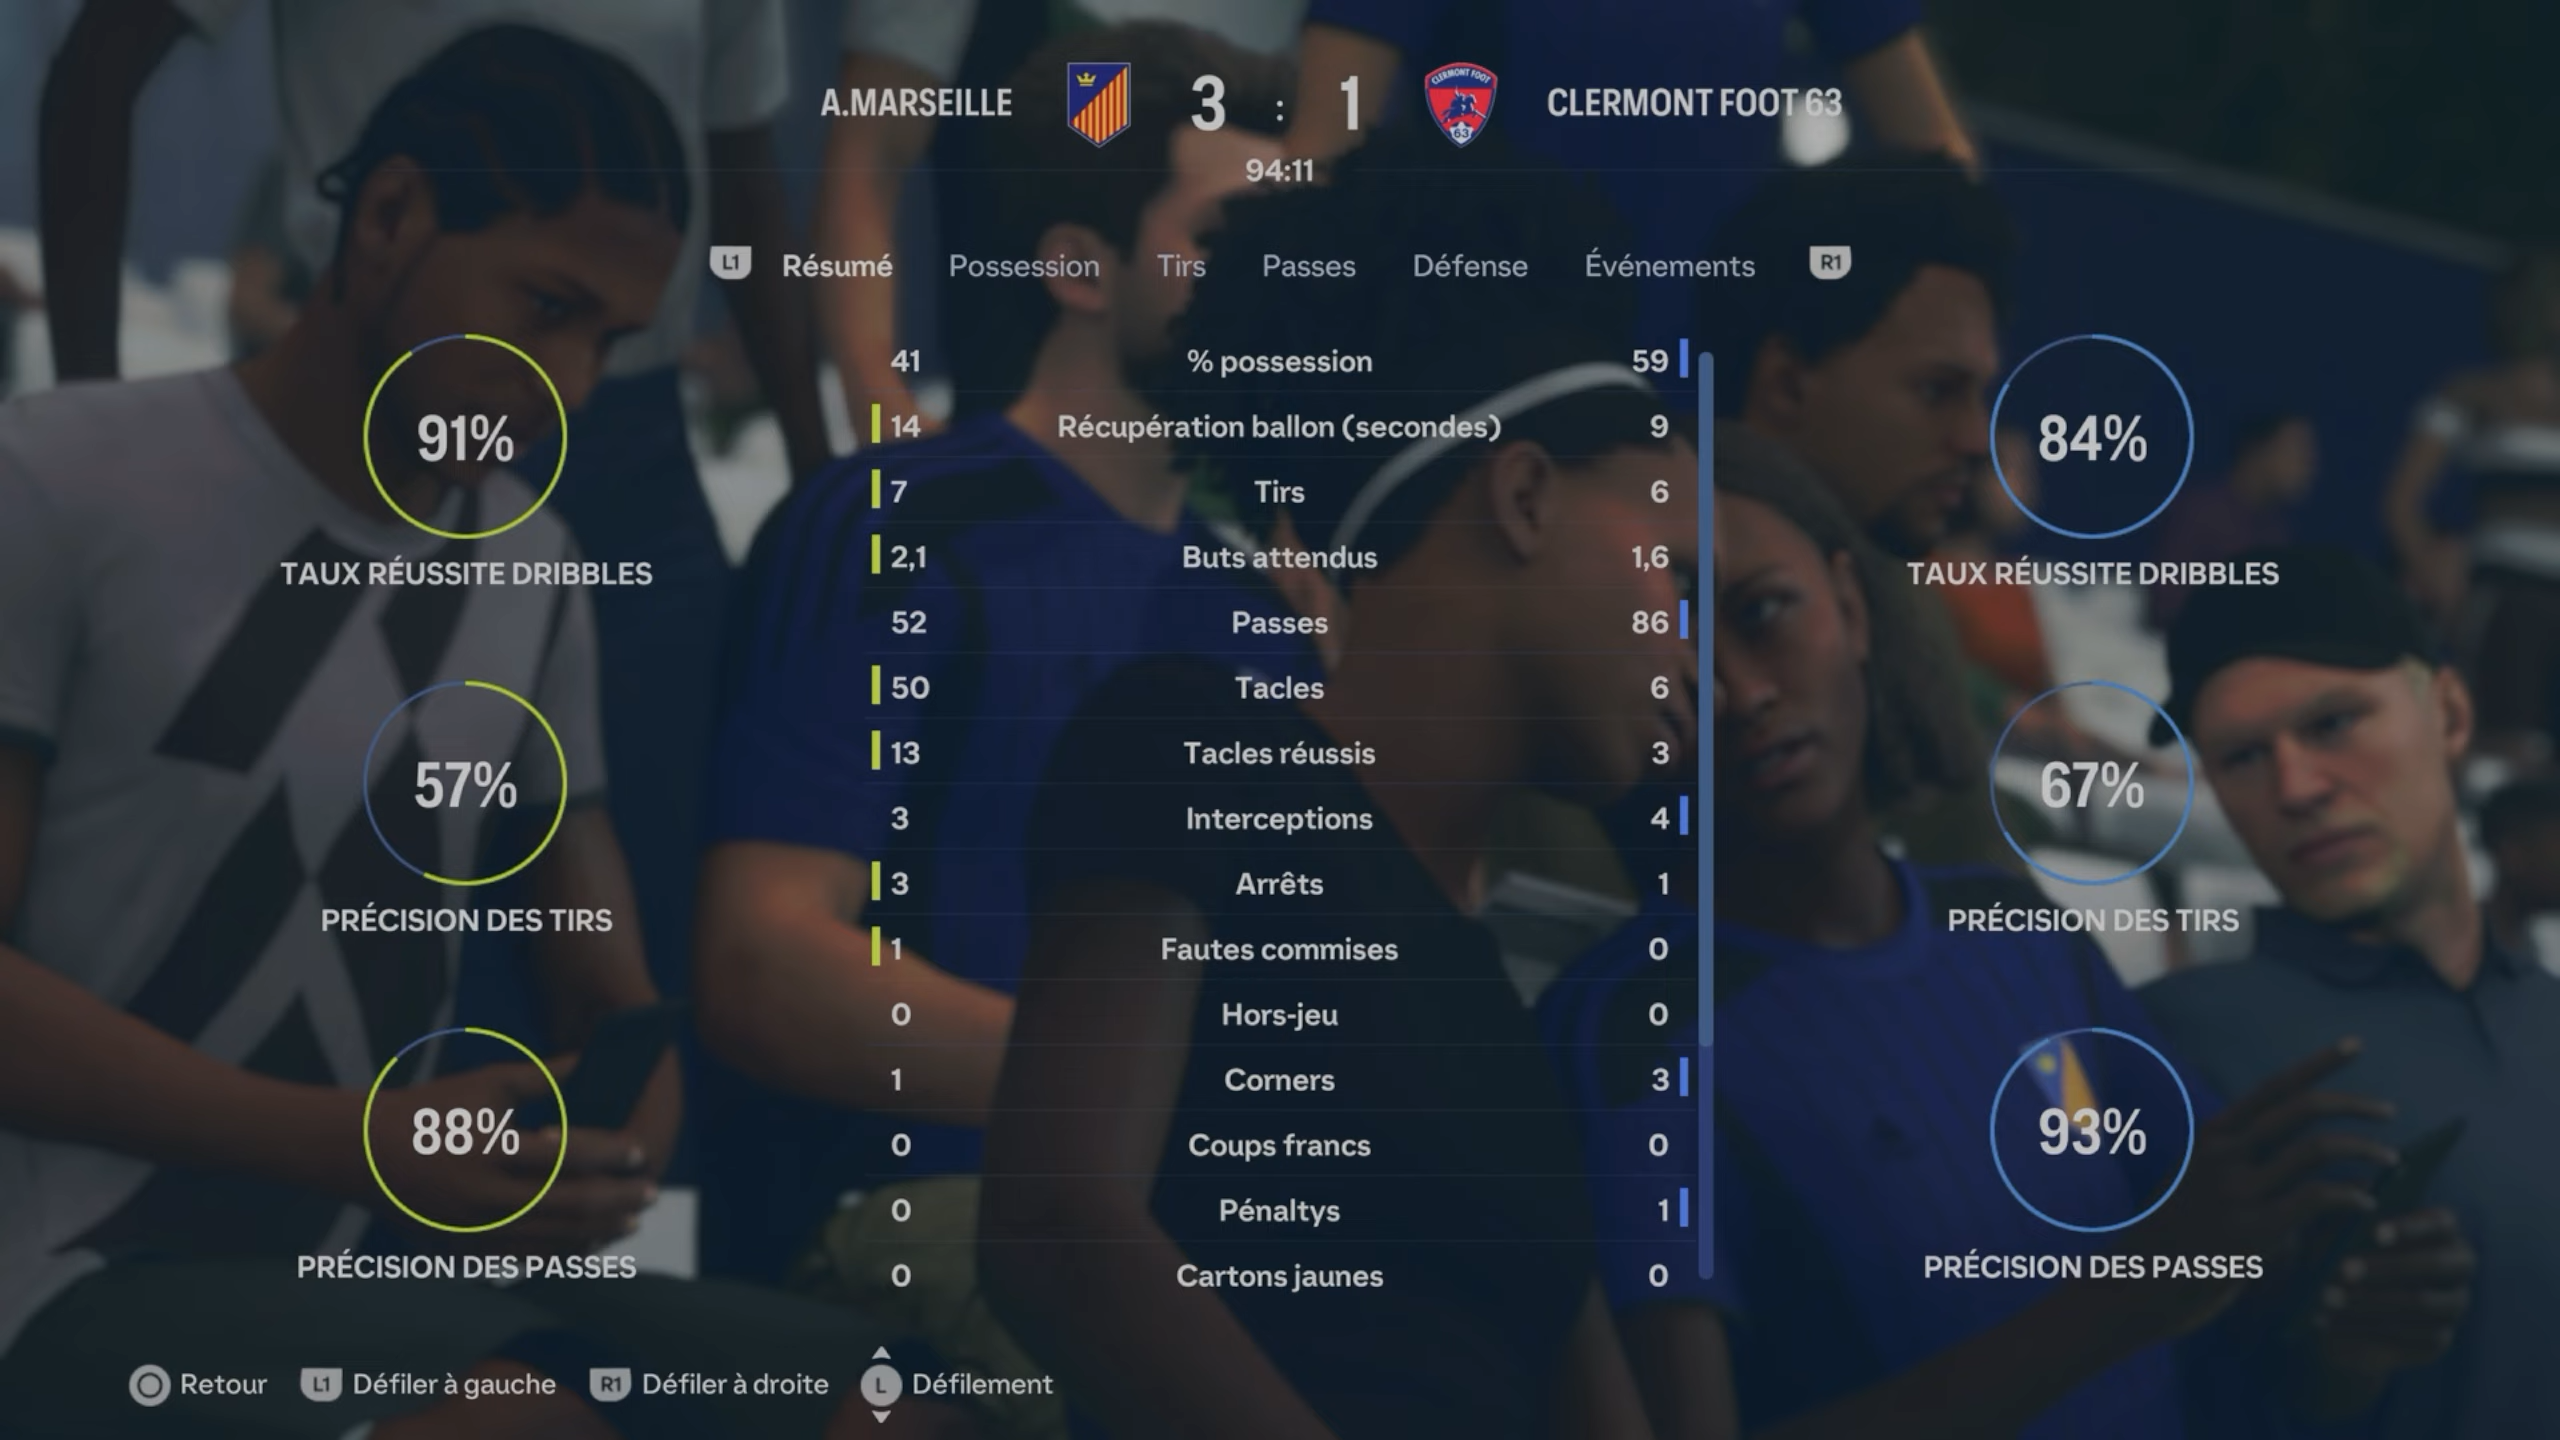 A.MARSEILLE 3 : 1 CLERMONT FOOT 63
CLERMONT FOOT
63
94:11
L1 Résumé Possession Tirs Passes Défense Événements R1
41 % possession 59
14 Récupération ballon (secondes) 9
7 Tirs 6
2,1 Buts attendus 1,6
52 Passes 86
50 Tacles 6
13 Tacles réussis 3
3 Interceptions 4
3 Arrêts 1
1 Fautes commises 0
0 Hors-jeu 0
1 Corners 3
0 Coups francs 0
0 Pénaltys 1
0 Cartons jaunes 0
91%
TAUX RÉUSSITE DRIBBLES
57%
PRÉCISION DES TIRS
88%
PRÉCISION DES PASSES
84%
TAUX RÉUSSITE DRIBBLES
67%
PRÉCISION DES TIRS
93%
PRÉCISION DES PASSES
Retour L1 Défiler à gauche R1 Défiler à droite L Défilement